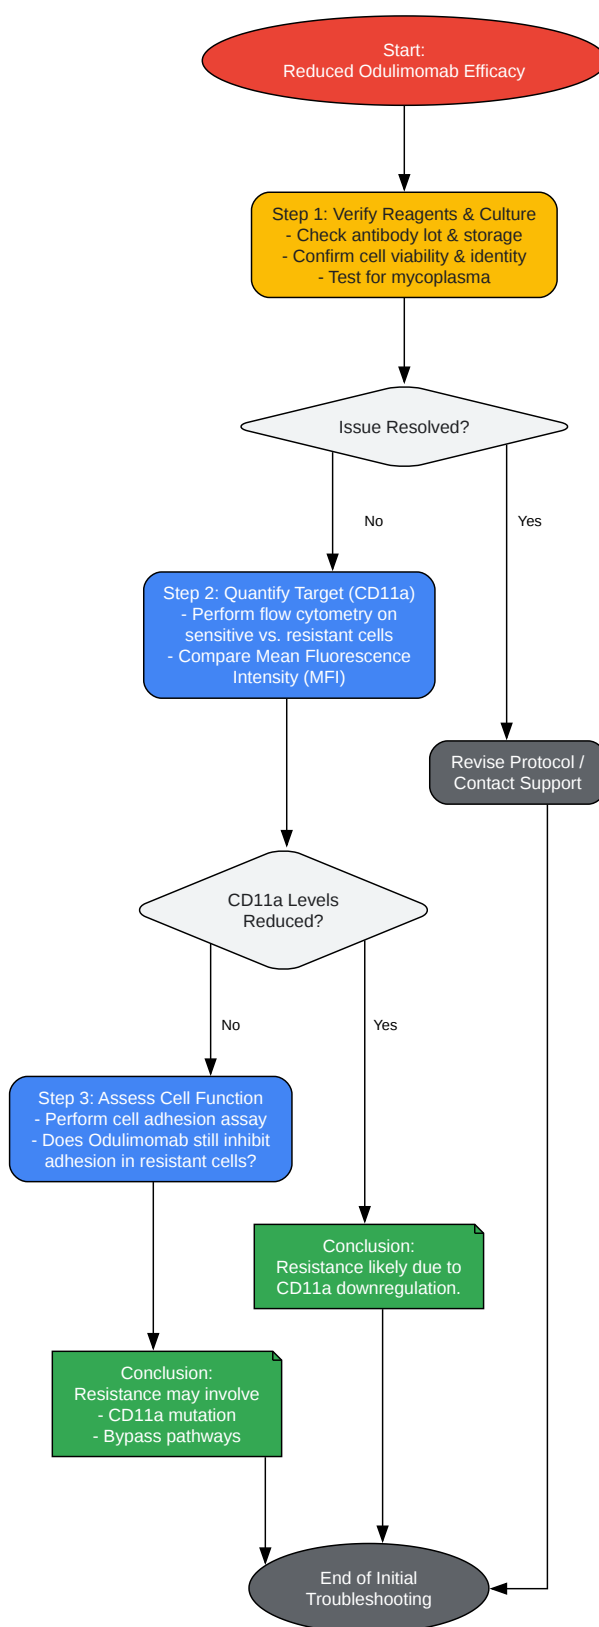 Start:
Reduced Odulimomab Efficacy
Step 1: Verify Reagents & Culture
- Check antibody lot & storage
- Confirm cell viability & identity
- Test for mycoplasma
Issue Resolved?
No
Yes
Step 2: Quantify Target (CD11a)
- Perform flow cytometry on
sensitive vs. resistant cells
- Compare Mean Fluorescence
Intensity (MFI)
Revise Protocol /
Contact Support
CD11a Levels
Reduced?
No
Yes
Step 3: Assess Cell Function
- Perform cell adhesion assay
- Does Odulimomab still inhibit
adhesion in resistant cells?
Conclusion:
Resistance likely due to
CD11a downregulation.
Conclusion:
Resistance may involve
- CD11a mutation
- Bypass pathways
End of Initial
Troubleshooting